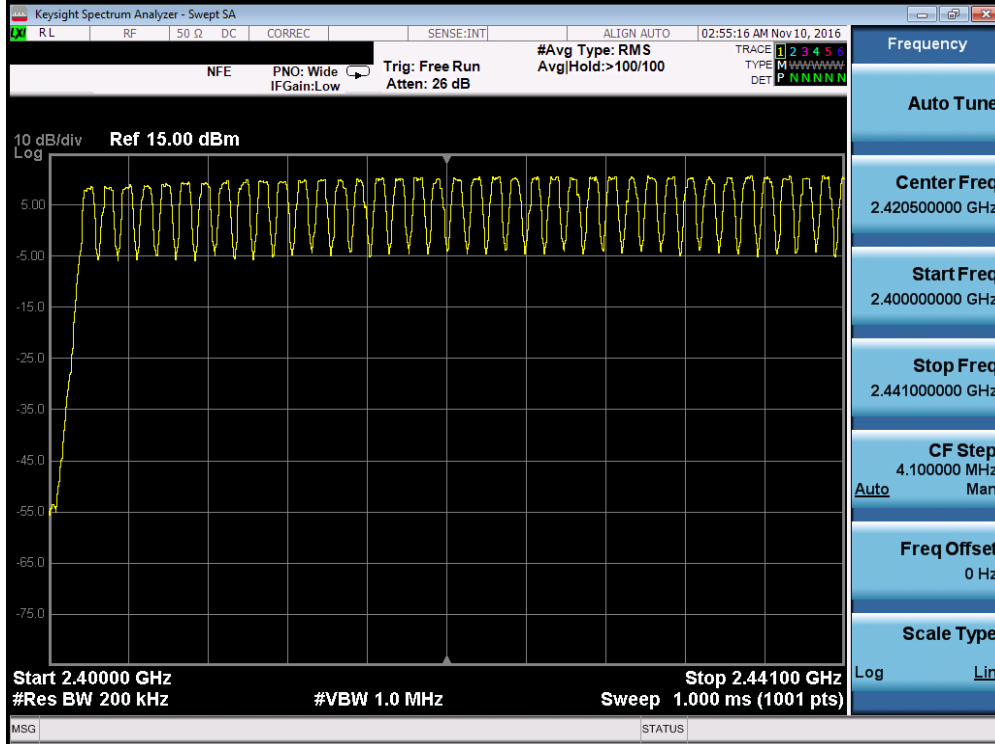 Keysight Spectrum Analyzer - Swept SA
LXI RL RF 50 Ω DC CORREC SENSE:INT ALIGN AUTO 02:55:16 AM Nov 10, 2016
NFE PNO: Wide IFGain:Low Trig: Free Run Atten: 26 dB #Avg Type: RMS Avg|Hold:>100/100
TRACE 1 2 3 4 5 6
TYPE M WWWWW
DET P N N N N N
10 dB/div Ref 15.00 dBm
Log
5.00
-5.00
-15.0
-25.0
-35.0
-45.0
-55.0
-65.0
-75.0
Start 2.40000 GHz Stop 2.44100 GHz
#Res BW 200 kHz #VBW 1.0 MHz Sweep 1.000 ms (1001 pts)
MSG STATUS
Frequency
Auto Tune
Center Freq
2.420500000 GHz
Start Freq
2.400000000 GHz
Stop Freq
2.441000000 GHz
CF Step
4.100000 MHz
Auto Man
Freq Offset
0 Hz
Scale Type
Log Lin